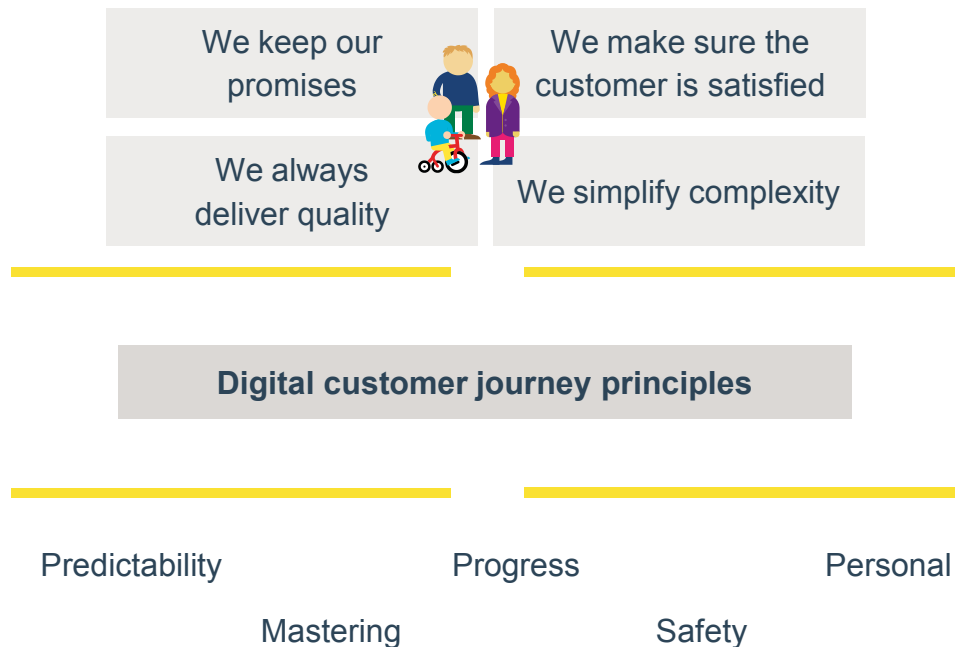 We keep our
promises
We make sure the
customer is satisfied
We always
deliver quality
We simplify complexity
Digital customer journey principles
Predictability
Progress
Personal
Mastering
Safety